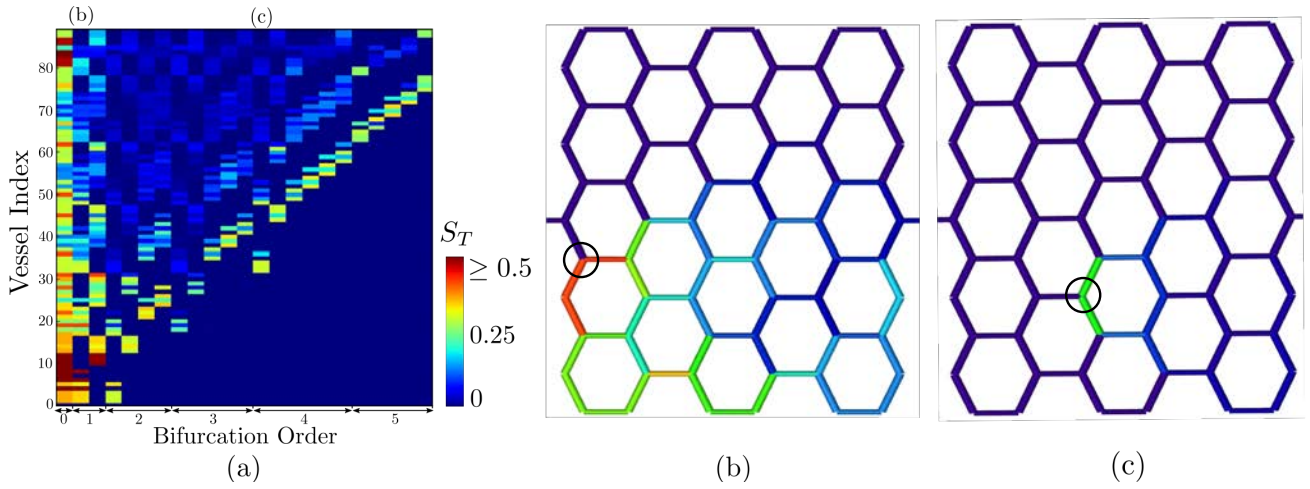 (b) (c)
Vessel Index
80
70
60
50
40
30
20
10
0
0 1 2 3 4 5
Bifurcation Order
S_T
≥ 0.5
0.25
0
(a) (b) (c)